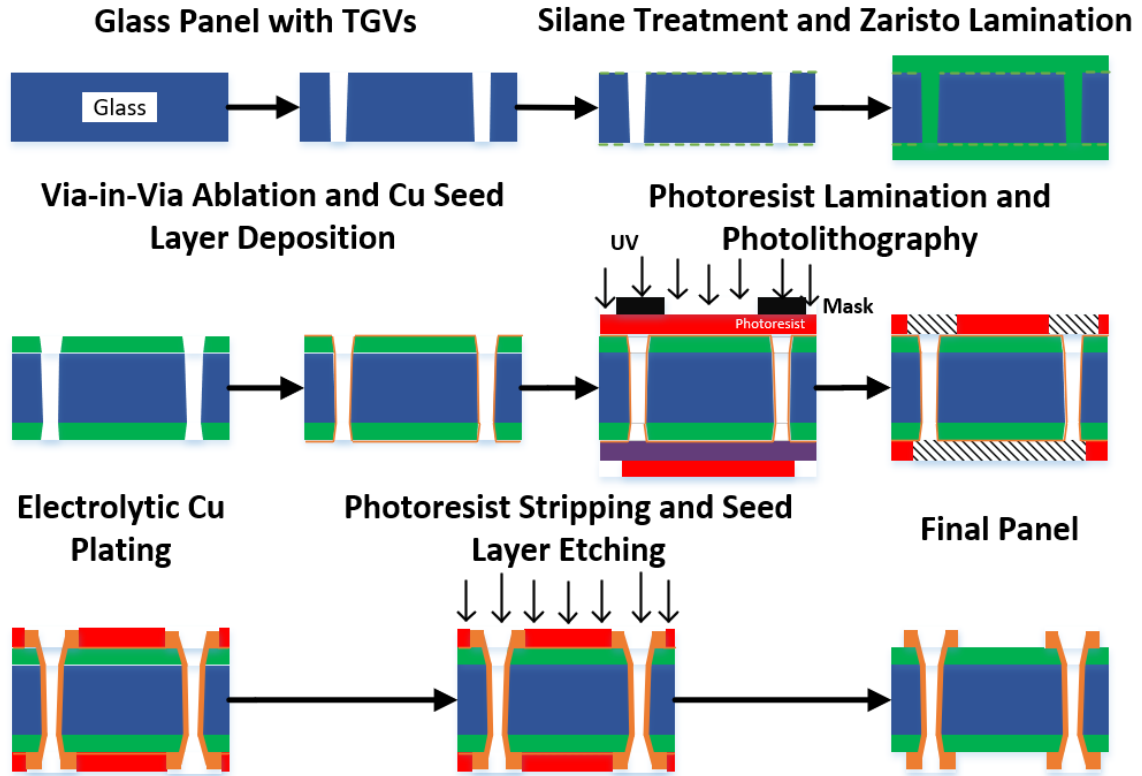 Glass Panel with TGVs
Silane Treatment and Zaristo Lamination
Glass
Via-in-Via Ablation and Cu Seed
Layer Deposition
Photoresist Lamination and
Photolithography
UV
Mask
Photoresist
Electrolytic Cu
Plating
Photoresist Stripping and Seed
Layer Etching
Final Panel